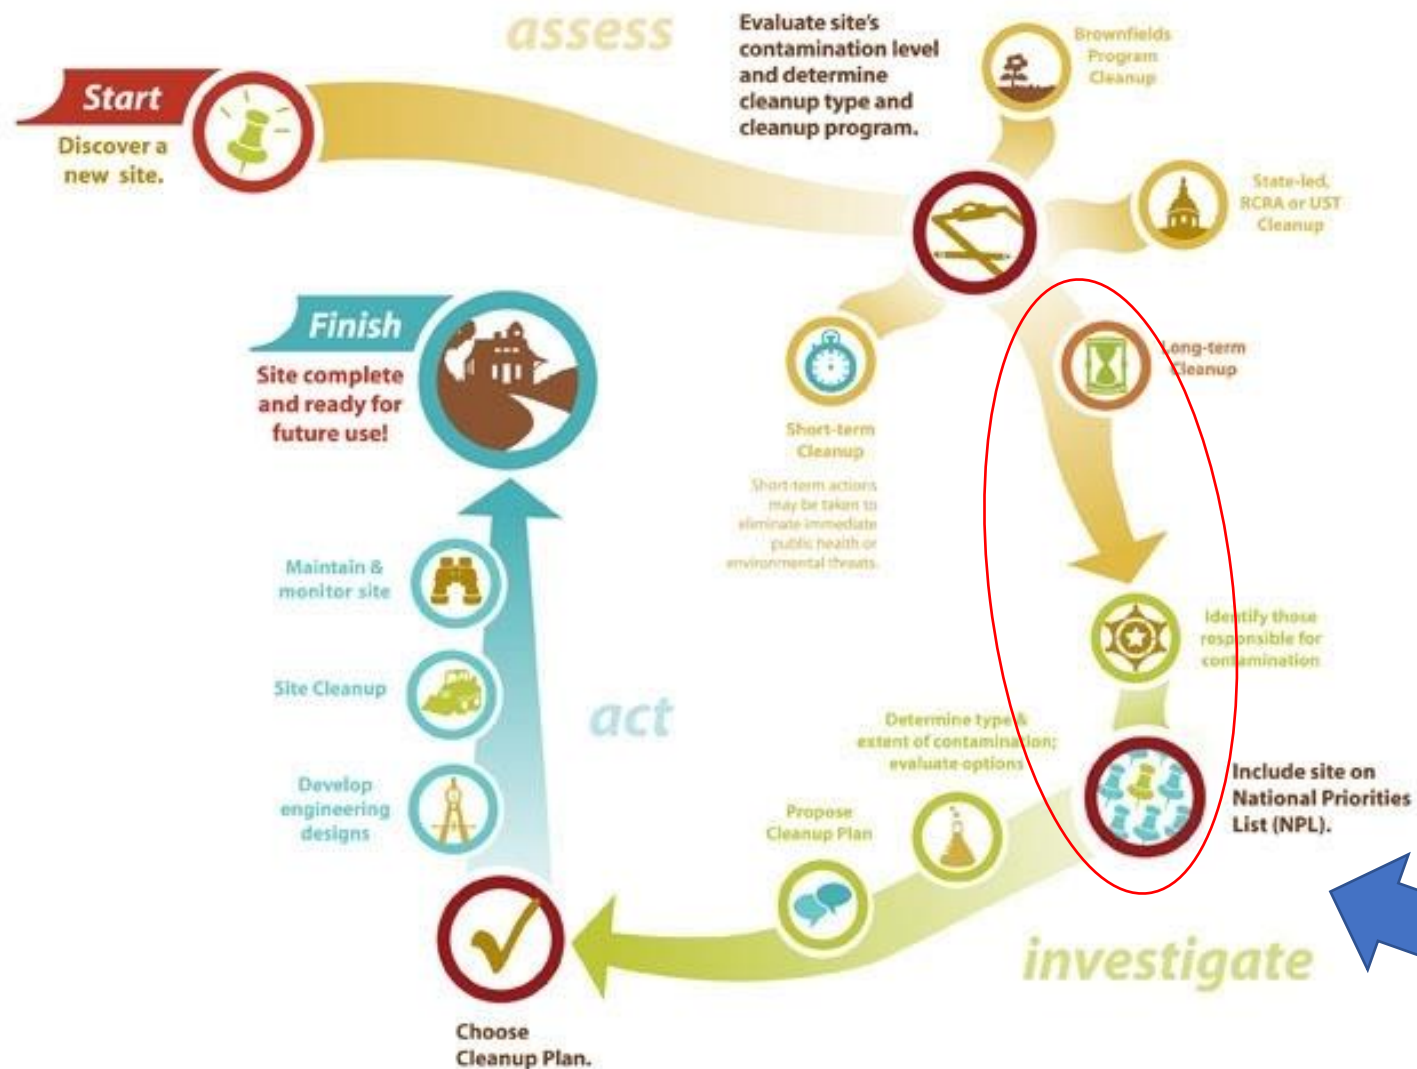 assess
Start
Discover a
new site.
Evaluate site's
contamination level
and determine
cleanup type and
cleanup program.
Brownfields
Program
Cleanup
State-led,
RCRA or UST
Cleanup
Long-term
Cleanup
Short-term
Cleanup
Short-term actions
may be taken to
eliminate immediate
public health or
environmental threats.
Identify those
responsible for
contamination
Include site on
National Priorities
List (NPL).
investigate
Determine type &
extent of contamination;
evaluate options
Propose
Cleanup Plan
Choose
Cleanup Plan.
act
Develop
engineering
designs
Site Cleanup
Maintain &
monitor site
Finish
Site complete
and ready for
future use!